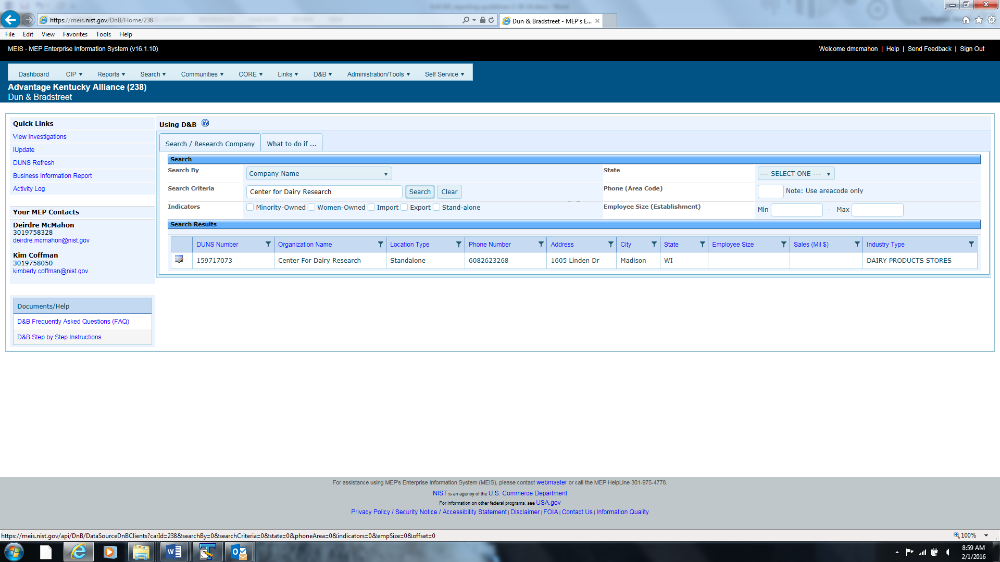 https://meis.nist.gov/DnB/Home/238
Dun & Bradstreet - MEP's E...
File Edit View Favorites Tools Help
MEIS - MEP Enterprise Information System (v16.1.10)
Welcome dmcmahon | Help | Send Feedback | Sign Out
Dashboard CIP Reports Search Communities CORE Links D&B Administration/Tools Self Service
Advantage Kentucky Alliance (238)
Dun & Bradstreet
Quick Links
View Investigations
iUpdate
DUNS Refresh
Business Information Report
Activity Log
Your MEP Contacts
Deirdre McMahon
3019758328
deirdre.mcmahon@nist.gov
Kim Coffman
3019758050
kimberly.coffman@nist.gov
Documents/Help
D&B Frequently Asked Questions (FAQ)
D&B Step by Step Instructions
Using D&B ?
Search / Research Company What to do if ...
Search
Search By Company Name State --- SELECT ONE ---
Search Criteria Center for Dairy Research Search Clear Phone (Area Code) Note: Use areacode only
Indicators Minority-Owned Women-Owned Import Export Stand-alone Employee Size (Establishment) Min - Max
Search Results
DUNS Number Organization Name Location Type Phone Number Address City State Employee Size Sales (Mil $) Industry Type
159717073 Center For Dairy Research Standalone 6082623268 1605 Linden Dr Madison WI DAIRY PRODUCTS STORES
For assistance using MEP's Enterprise Information System (MEIS), please contact webmaster or call the MEP HelpLine 301-975-4778.
NIST is an agency of the U.S. Commerce Department
For information on other federal programs, see USA.gov
Privacy Policy / Security Notice / Accessibility Statement | Disclaimer | FOIA | Contact Us | Information Quality
https://meis.nist.gov/api/DnB/DataSourceDnBClients?carId=238&searchBy=0&searchCriteria=0&state=0&phoneArea=0&indicators=0&empSize=0&offset=0
100%
8:59 AM
2/1/2016